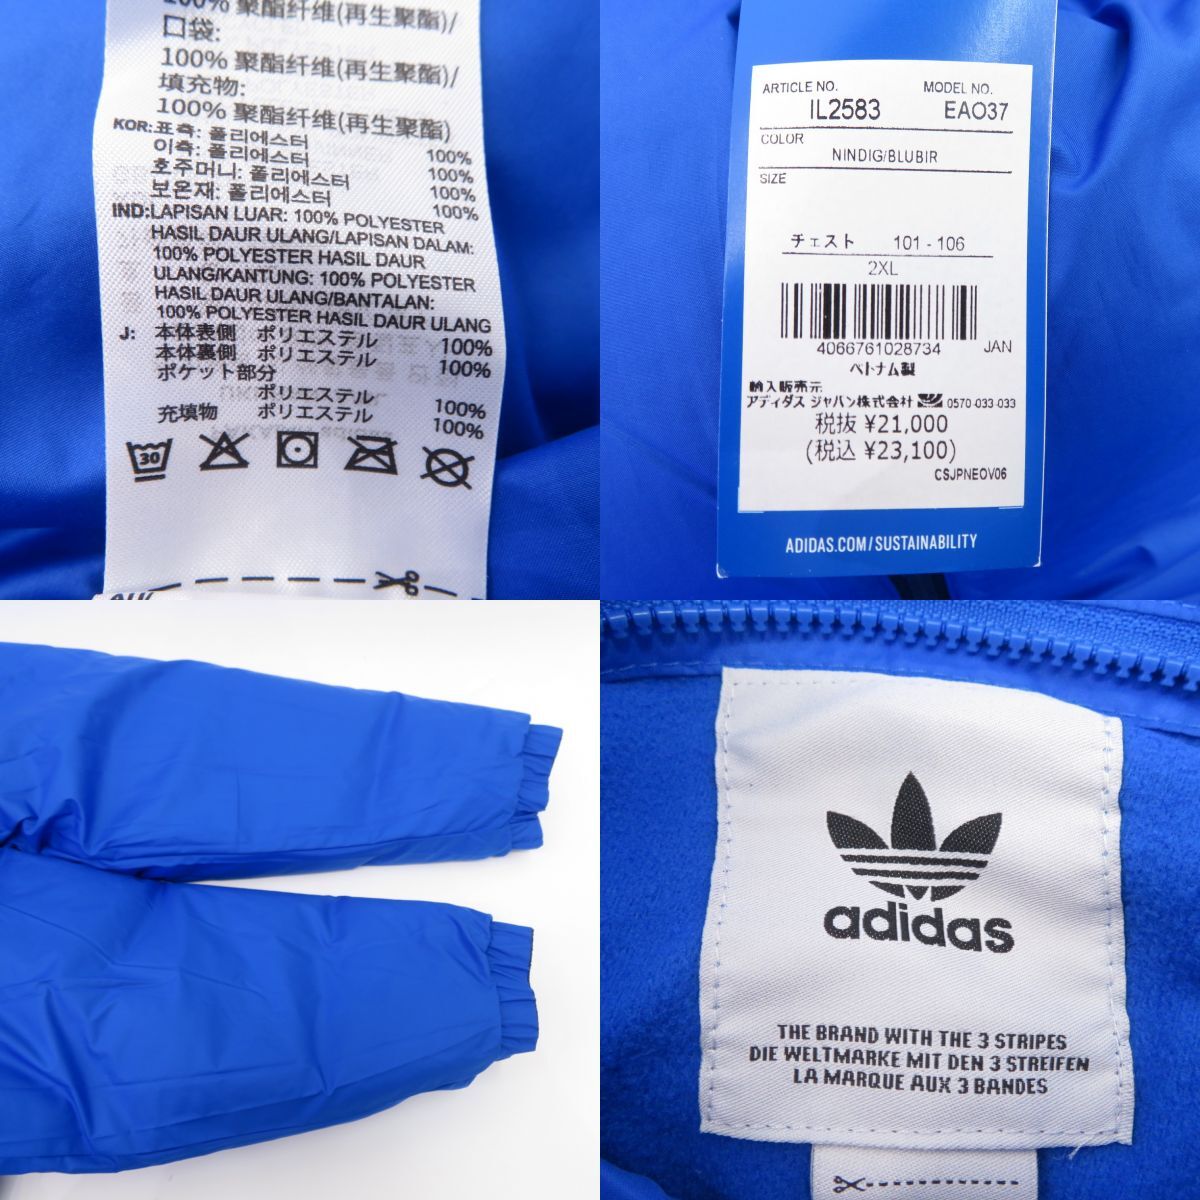 100% 聚酯纤维(再生聚酯)/
口袋:
100% 聚酯纤维(再生聚酯)/
填充物:
100% 聚酯纤维(再生聚酯)
KOR: 표측: 폴리에스터 100%
이측: 폴리에스터 100%
호주머니: 폴리에스터 100%
보온재: 폴리에스터 100%
IND: LAPISAN LUAR: 100% POLYESTER
HASIL DAUR ULANG/LAPISAN DALAM:
100% POLYESTER HASIL DAUR
ULANG/KANTUNG: 100% POLYESTER
HASIL DAUR ULANG/BANTALAN:
100% POLYESTER HASIL DAUR ULANG
J: 本体表側 ポリエステル 100%
本体裏側 ポリエステル 100%
ポケット部分
ポリエステル 100%
充填物 ポリエステル 100%
30
ARTICLE NO. MODEL NO.
IL2583 EAO37
COLOR
NINDIG/BLUBIR
SIZE
チェスト 101 - 106
2XL
4066761028734 JAN
ベトナム製
輸入販売元
アディダス ジャパン株式会社 0570-033-033
税抜 ¥21,000
(税込 ¥23,100)
CSJPNEOV06
ADIDAS.COM/SUSTAINABILITY
adidas
THE BRAND WITH THE 3 STRIPES
DIE WELTMARKE MIT DEN 3 STREIFEN
LA MARQUE AUX 3 BANDES